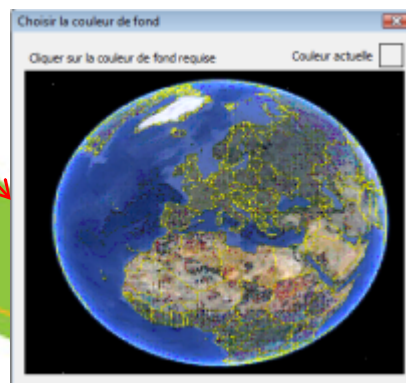 Choisir la couleur de fond
Cliquer sur la couleur de fond requise
Couleur actuelle